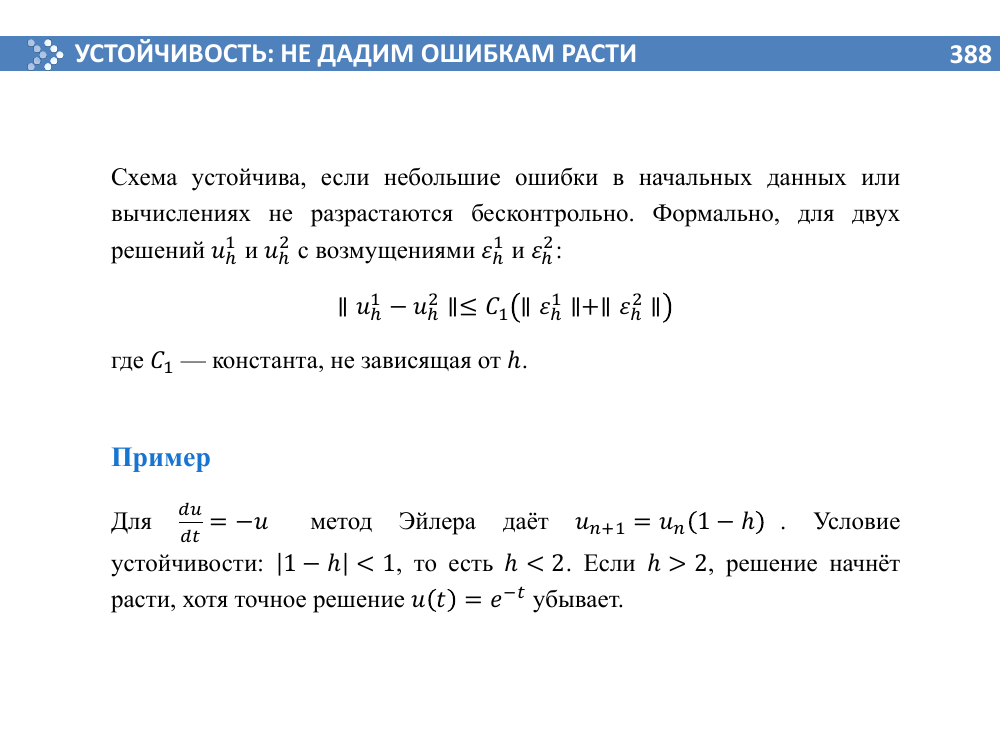 УСТОЙЧИВОСТЬ: НЕ ДАДИМ ОШИБКАМ РАСТИ 388
Схема устойчива, если небольшие ошибки в начальных данных или
вычислениях не разрастаются бесконтрольно. Формально, для двух
решений $u_h^1$ и $u_h^2$ с возмущениями $\varepsilon_h^1$ и $\varepsilon_h^2$:
$\| u_h^1 - u_h^2 \| \leq C_1 \left( \| \varepsilon_h^1 \| + \| \varepsilon_h^2 \| \right)$
где $C_1$ — константа, не зависящая от $h$.
Пример
Для $\frac{du}{dt} = -u$ метод Эйлера даёт $u_{n+1} = u_n(1 - h)$ . Условие
устойчивости: $|1 - h| < 1$, то есть $h < 2$. Если $h > 2$, решение начнёт
расти, хотя точное решение $u(t) = e^{-t}$ убывает.